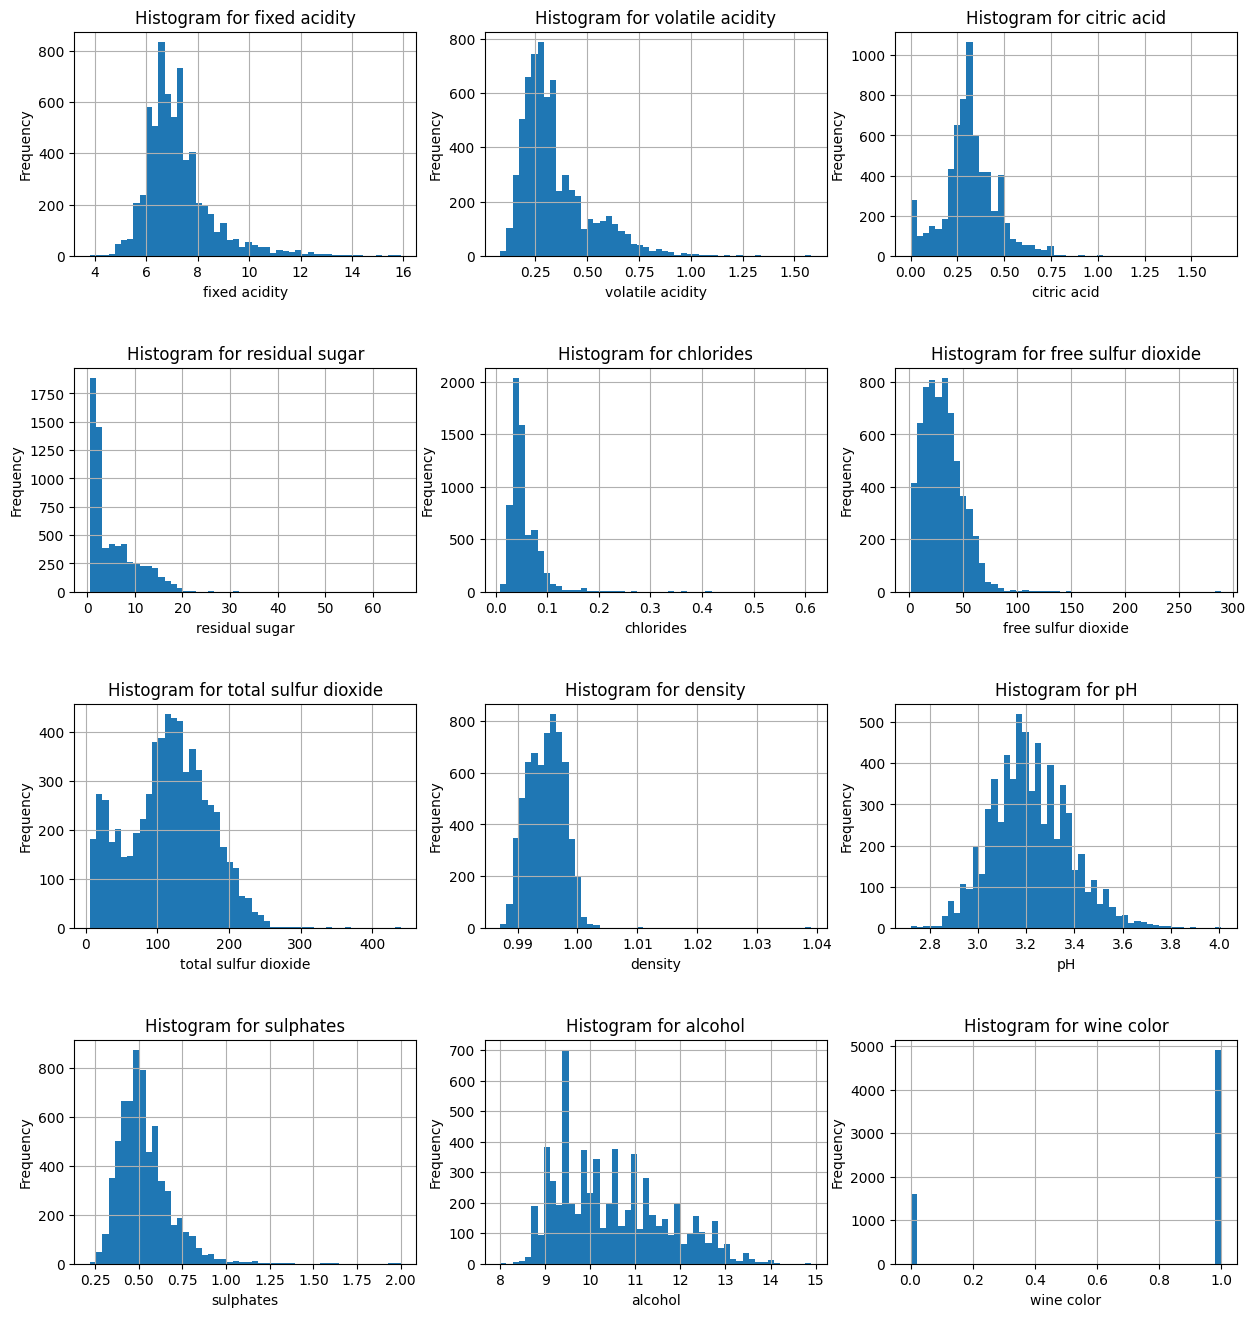 Histogram for fixed acidity
Frequency
800
600
400
200
0
4 6 8 10 12 14 16
fixed acidity
Histogram for volatile acidity
Frequency
800
700
600
500
400
300
200
100
0
0.25 0.50 0.75 1.00 1.25 1.50
volatile acidity
Histogram for citric acid
Frequency
1000
800
600
400
200
0
0.00 0.25 0.50 0.75 1.00 1.25 1.50
citric acid
Histogram for residual sugar
Frequency
1750
1500
1250
1000
750
500
250
0
0 10 20 30 40 50 60
residual sugar
Histogram for chlorides
Frequency
2000
1500
1000
500
0
0.0 0.1 0.2 0.3 0.4 0.5 0.6
chlorides
Histogram for free sulfur dioxide
Frequency
800
600
400
200
0
0 50 100 150 200 250 300
free sulfur dioxide
Histogram for total sulfur dioxide
Frequency
400
300
200
100
0
0 100 200 300 400
total sulfur dioxide
Histogram for density
Frequency
800
600
400
200
0
0.99 1.00 1.01 1.02 1.03 1.04
density
Histogram for pH
Frequency
500
400
300
200
100
0
2.8 3.0 3.2 3.4 3.6 3.8 4.0
pH
Histogram for sulphates
Frequency
800
600
400
200
0
0.25 0.50 0.75 1.00 1.25 1.50 1.75 2.00
sulphates
Histogram for alcohol
Frequency
700
600
500
400
300
200
100
0
8 9 10 11 12 13 14 15
alcohol
Histogram for wine color
Frequency
5000
4000
3000
2000
1000
0
0.0 0.2 0.4 0.6 0.8 1.0
wine color